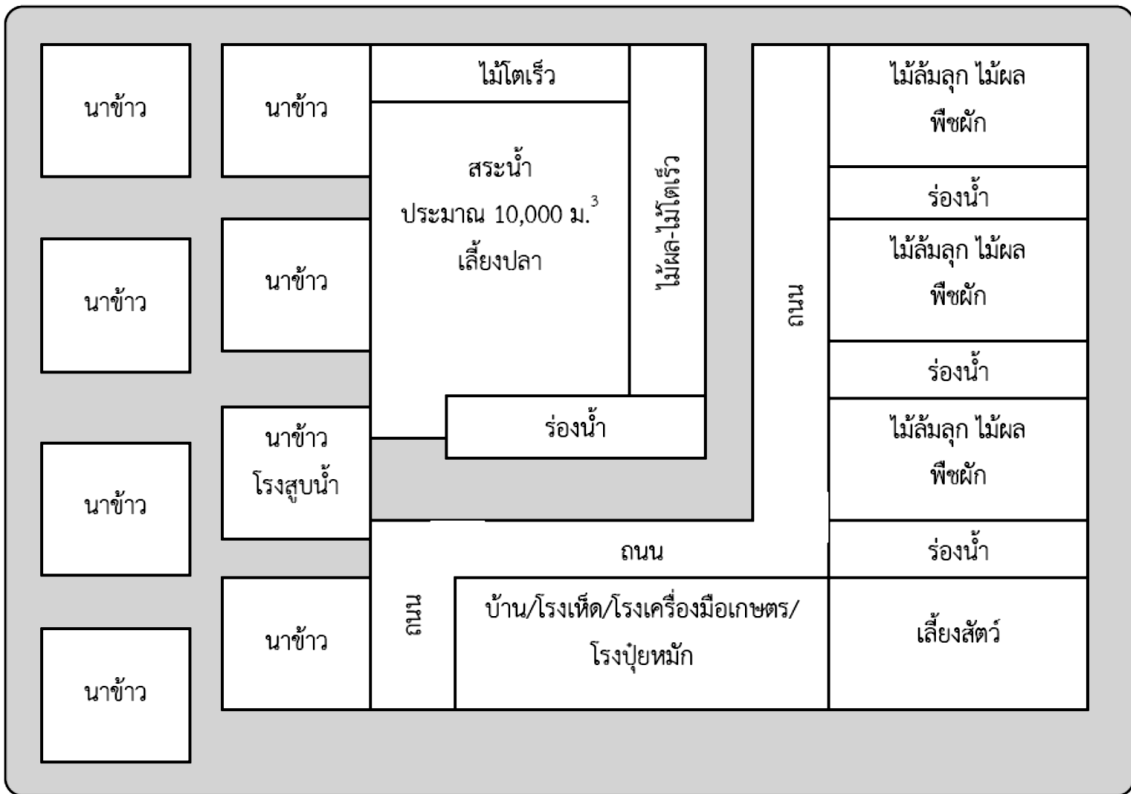 นาข้าว
นาข้าว
นาข้าว
นาข้าว
นาข้าว
นาข้าว
นาข้าว
โรงสูบน้ำ
นาข้าว
ไม้โตเร็ว
สระน้ำ
ประมาณ 10,000 ม.³
เลี้ยงปลา
ไม้ผล-ไม้โตเร็ว
ร่องน้ำ
ถนน
ถนน
ถนน
บ้าน/โรงเห็ด/โรงเครื่องมือเกษตร/
โรงปุ๋ยหมัก
ไม้ล้มลุก ไม้ผล
พืชผัก
ร่องน้ำ
ไม้ล้มลุก ไม้ผล
พืชผัก
ร่องน้ำ
ไม้ล้มลุก ไม้ผล
พืชผัก
ร่องน้ำ
เลี้ยงสัตว์